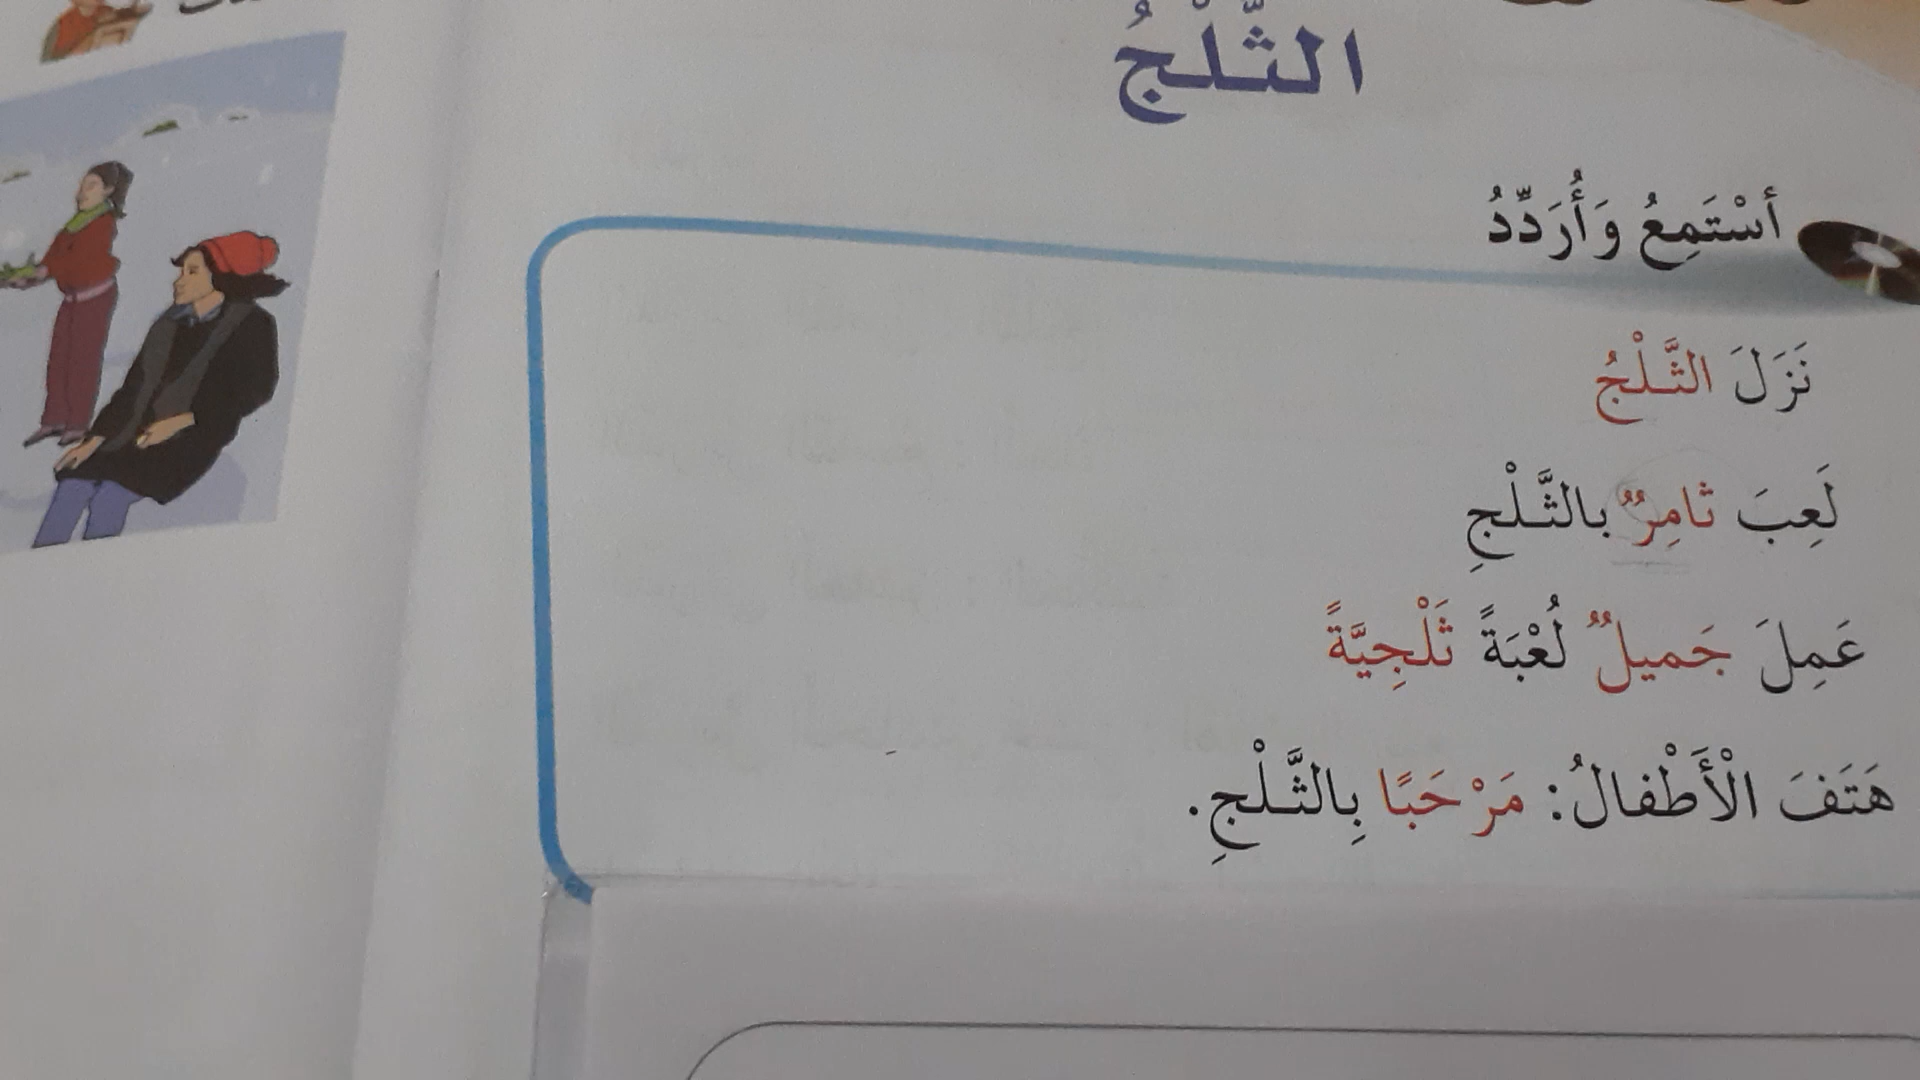 الثَّلْجُ
أَسْتَمِعُ وَأُرَدِّدُ
نَزَلَ الثَّلْجُ
لَعِبَ ثامِرٌ بالثَّلْجِ
عَمِلَ جَميلٌ لُعْبَةً ثَلْجِيَّةً
هَتَفَ الْأَطْفالُ: مَرْحَبًا بِالثَّلْجِ.